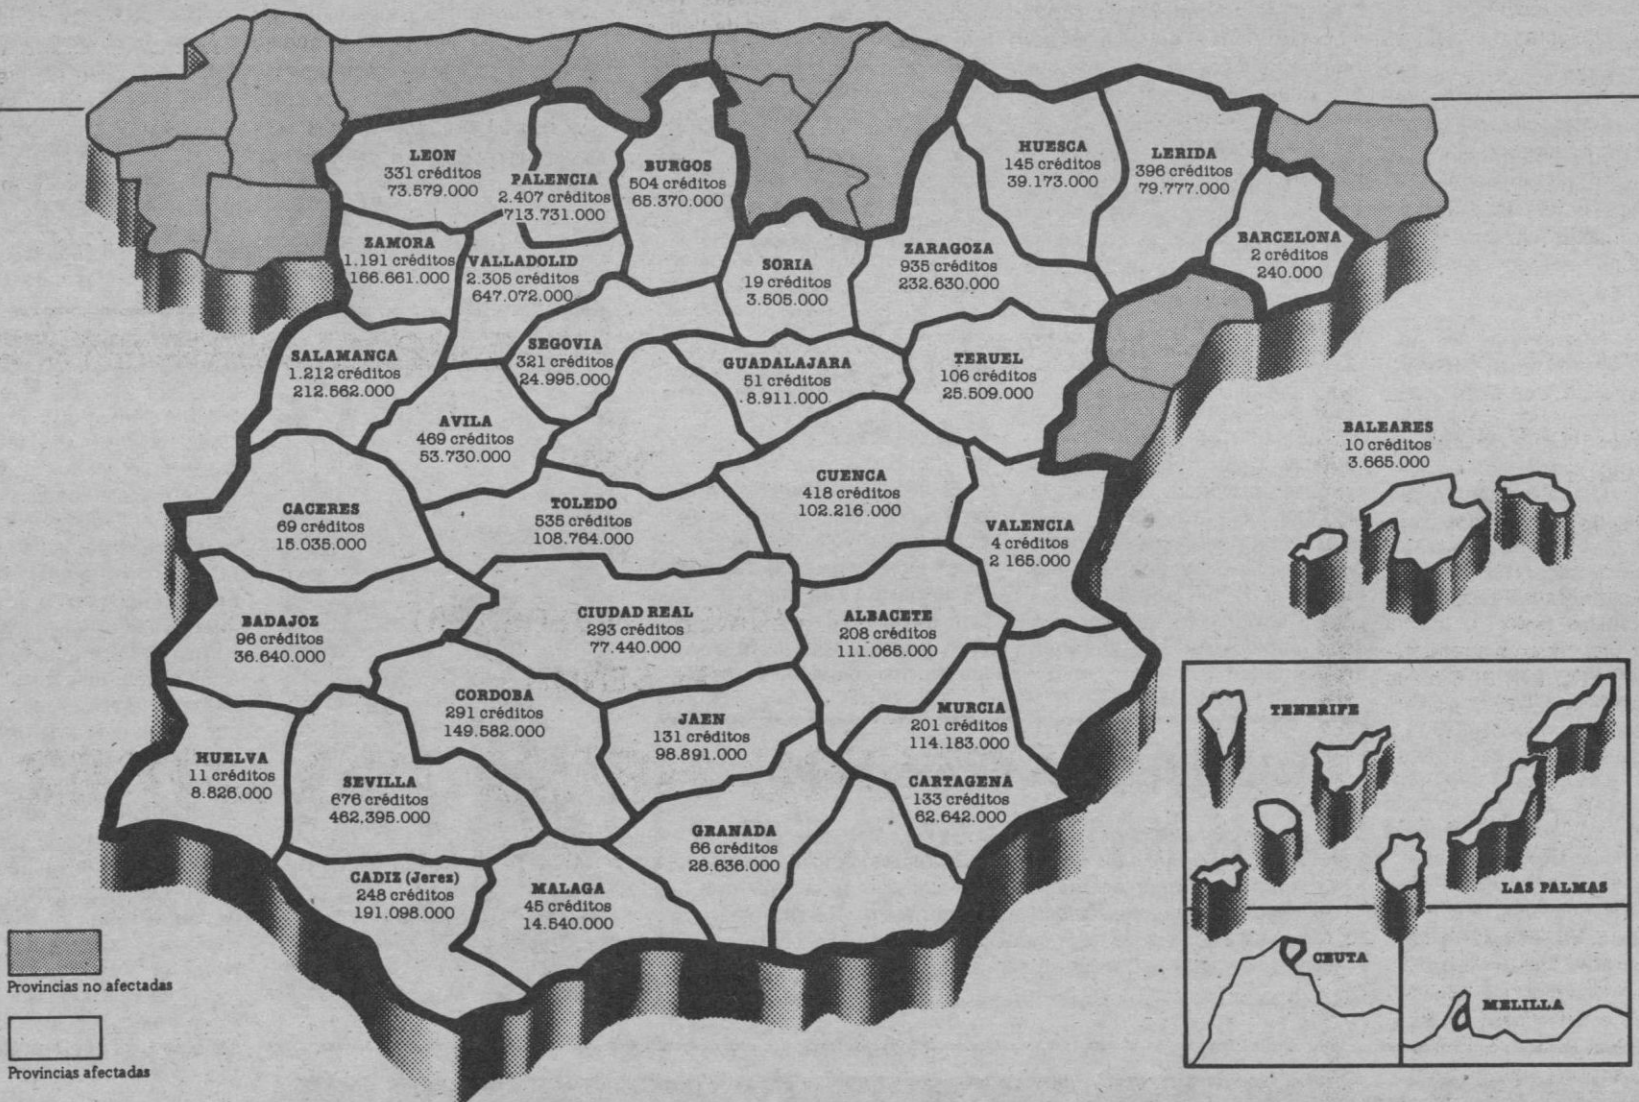 LEON
331 créditos
73.579.000
PALENCIA
2.407 créditos
713.731.000
BURGOS
504 créditos
65.370.000
HUESCA
145 créditos
39.173.000
LERIDA
396 créditos
79.777.000
BARCELONA
2 créditos
240.000
ZAMORA
1.191 créditos
166.661.000
VALLADOLID
2.305 créditos
647.072.000
SORIA
19 créditos
3.505.000
ZARAGOZA
935 créditos
232.630.000
SALAMANCA
1.212 créditos
212.562.000
SEGOVIA
321 créditos
24.995.000
GUADALAJARA
51 créditos
8.911.000
TERUEL
106 créditos
25.509.000
AVILA
469 créditos
53.730.000
BALEARES
10 créditos
3.665.000
CACERES
69 créditos
15.035.000
TOLEDO
535 créditos
108.764.000
CUENCA
418 créditos
102.216.000
VALENCIA
4 créditos
2 165.000
BADAJOZ
96 créditos
36.640.000
CIUDAD REAL
293 créditos
77.440.000
ALBACETE
208 créditos
111.065.000
CORDOBA
291 créditos
149.582.000
JAEN
131 créditos
98.891.000
MURCIA
201 créditos
114.183.000
HUELVA
11 créditos
8.826.000
SEVILLA
676 créditos
462.395.000
CARTAGENA
133 créditos
62.642.000
GRANADA
66 créditos
28.636.000
CADIZ (Jerez)
248 créditos
191.098.000
MALAGA
45 créditos
14.540.000
TENERIFE
LAS PALMAS
CEUTA
MELILLA
Provincias no afectadas
Provincias afectadas